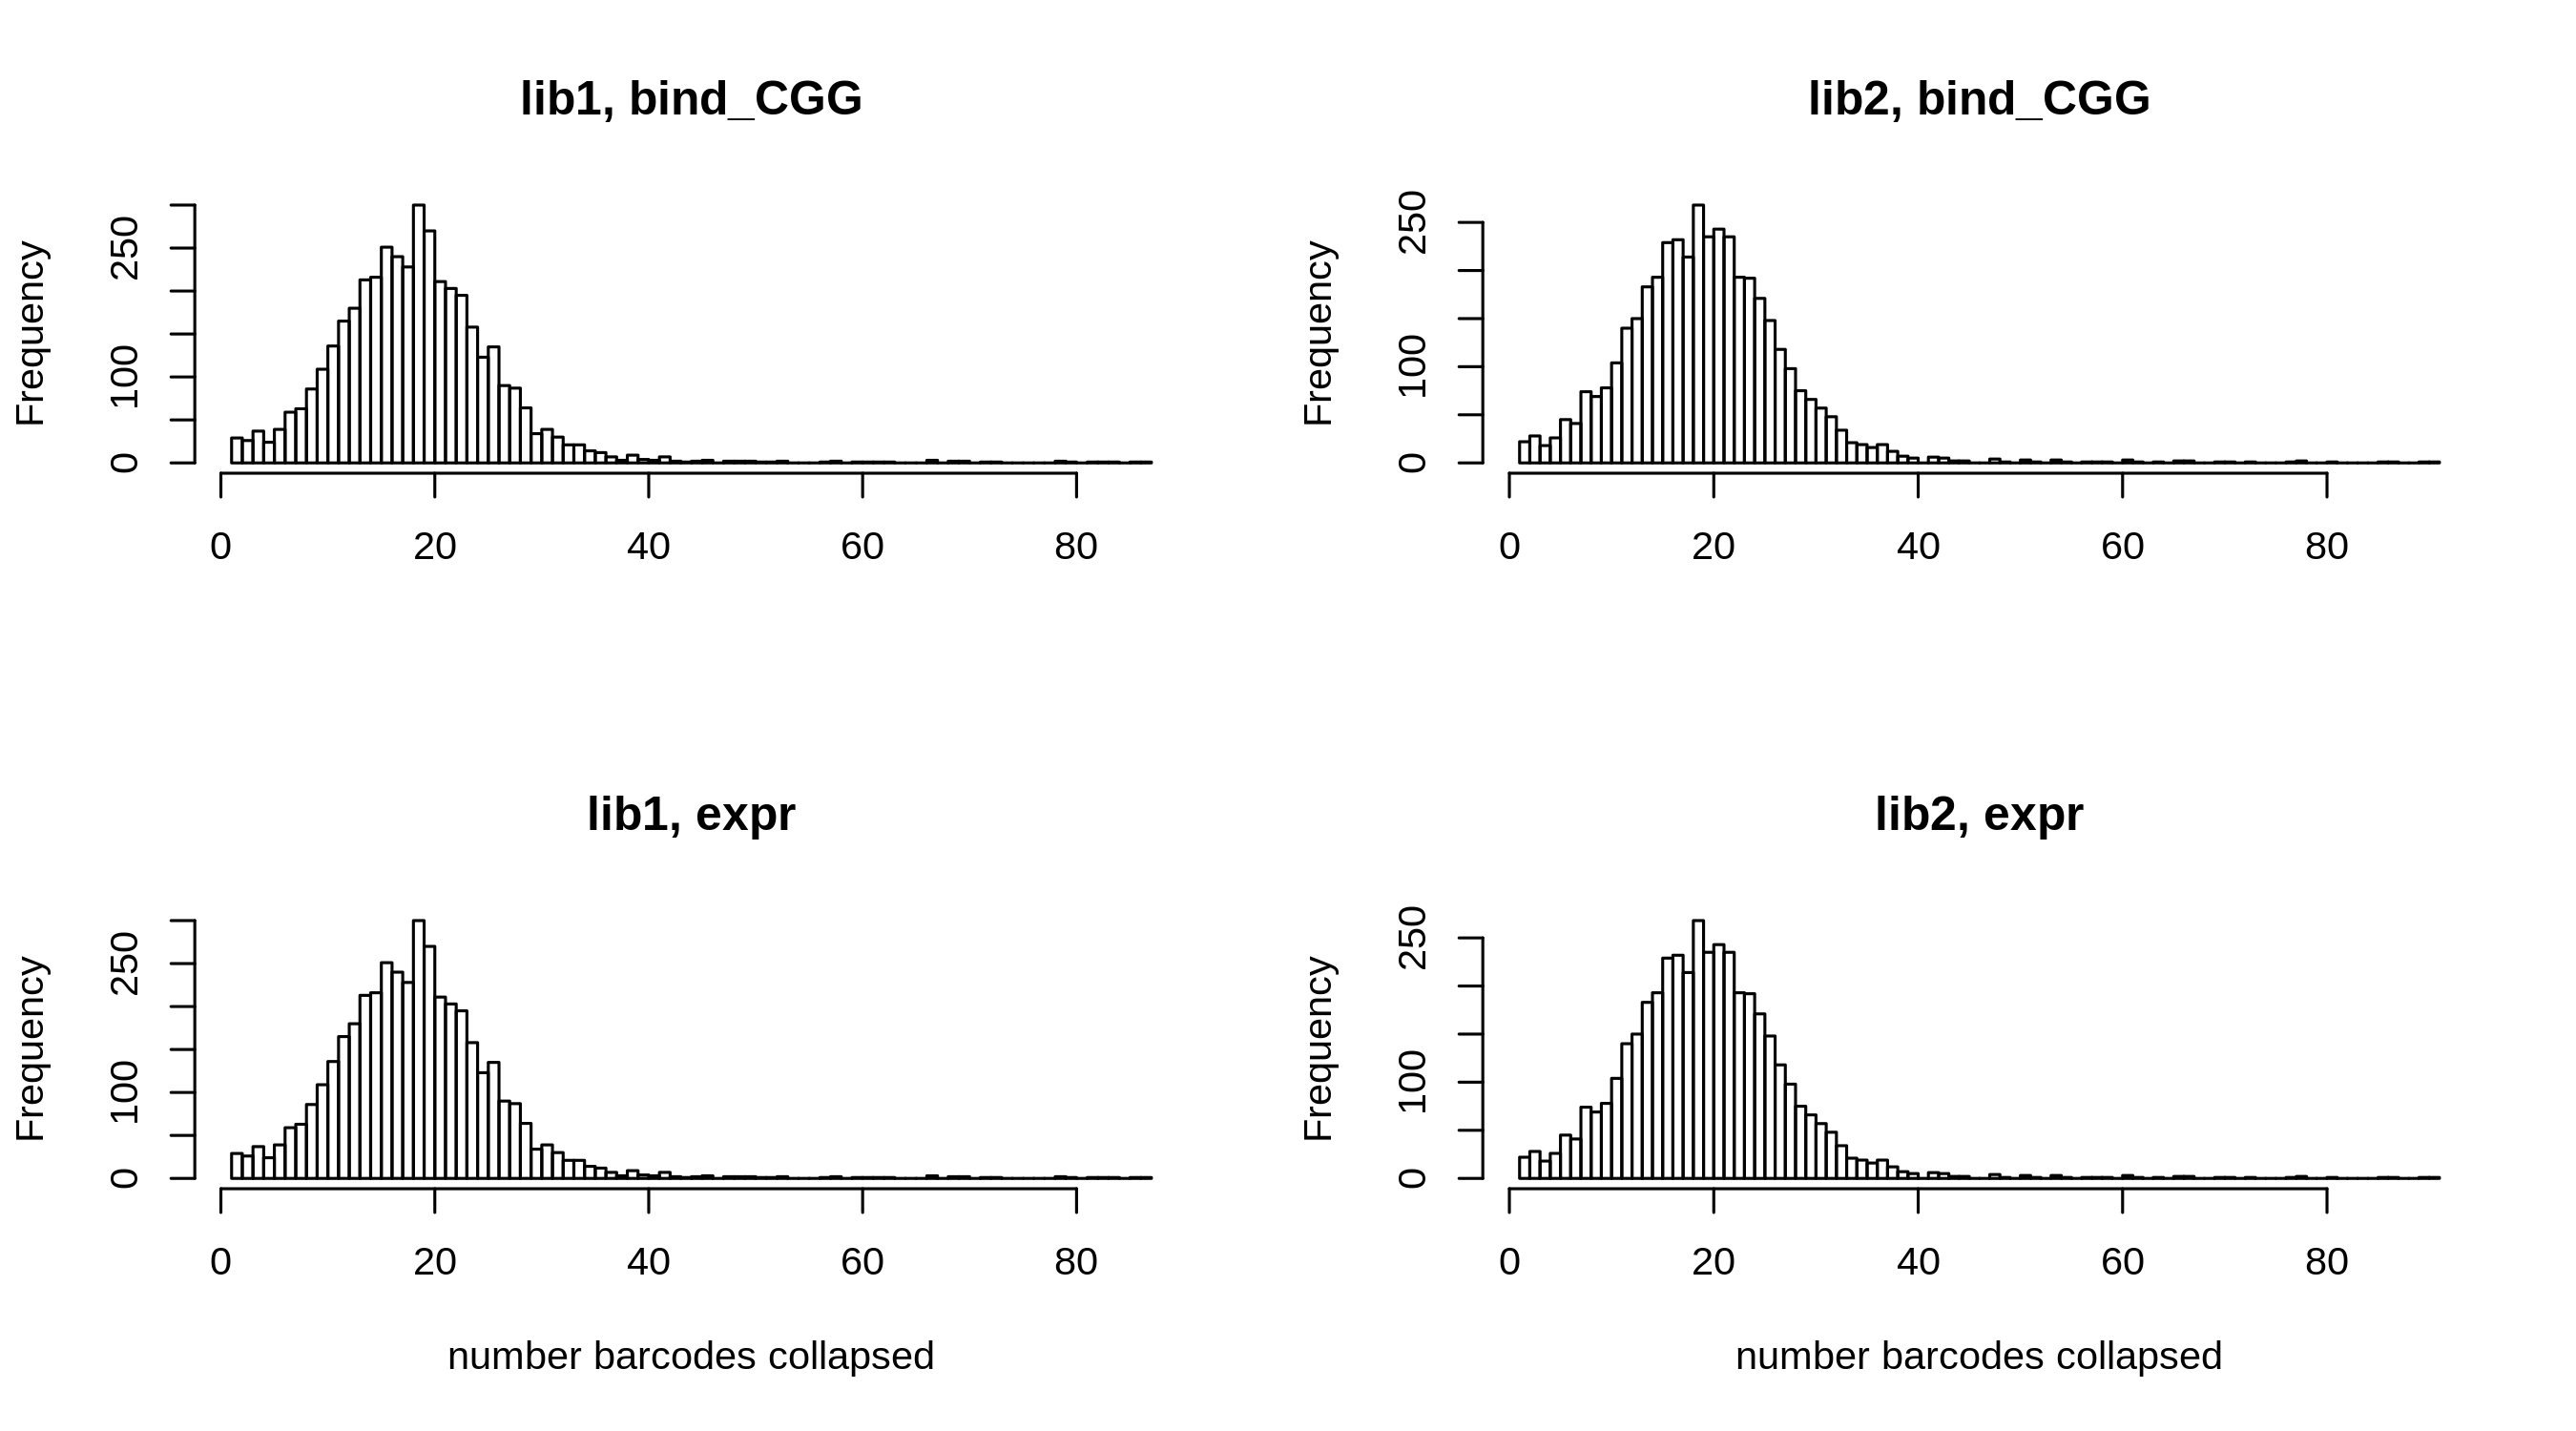 lib1, bind_CGG
Frequency
0 100 250
0 20 40 60 80
lib2, bind_CGG
Frequency
0 100 250
0 20 40 60 80
lib1, expr
Frequency
0 100 250
0 20 40 60 80
number barcodes collapsed
lib2, expr
Frequency
0 100 250
0 20 40 60 80
number barcodes collapsed